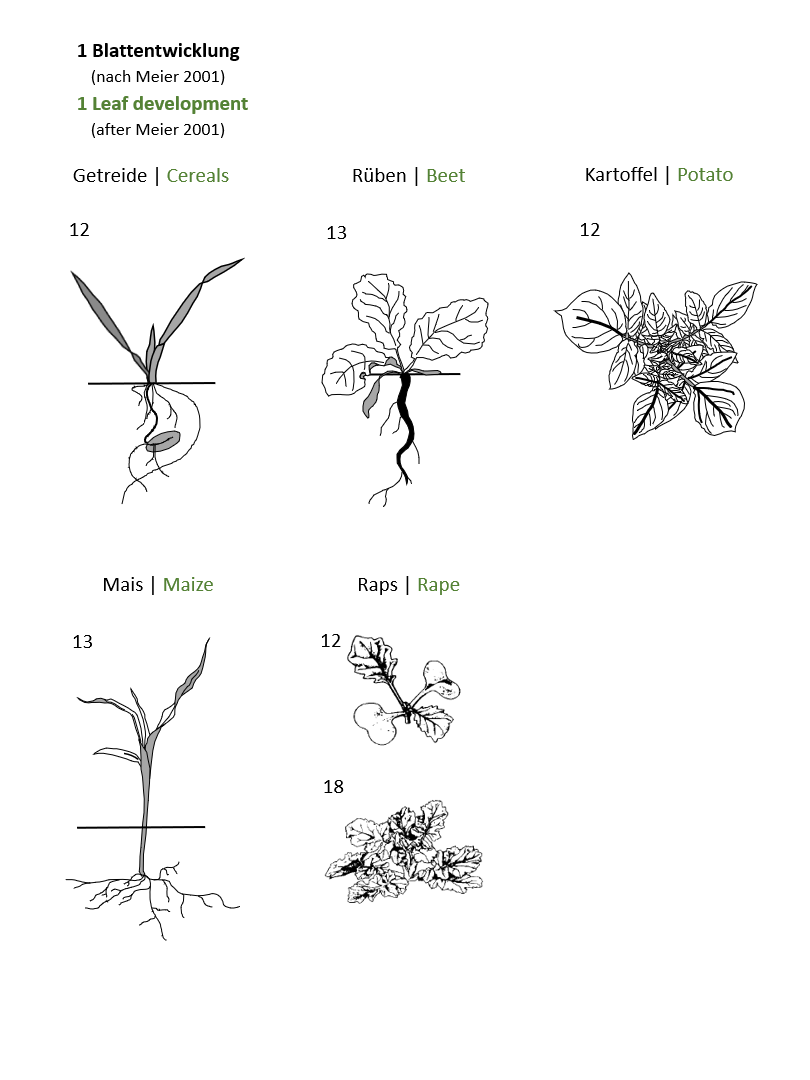 1 Blattentwicklung
(nach Meier 2001)
1 Leaf development
(after Meier 2001)
Getreide | Cereals
Rüben | Beet
Kartoffel | Potato
12
13
12
Mais | Maize
Raps | Rape
13
12
18